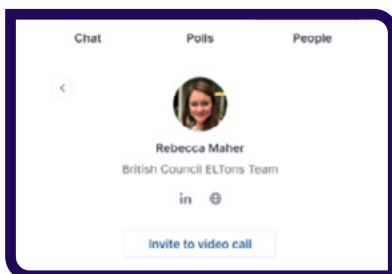 Chat Polls People
Rebecca Maher
British Council ELTons Team
in
Invite to video call